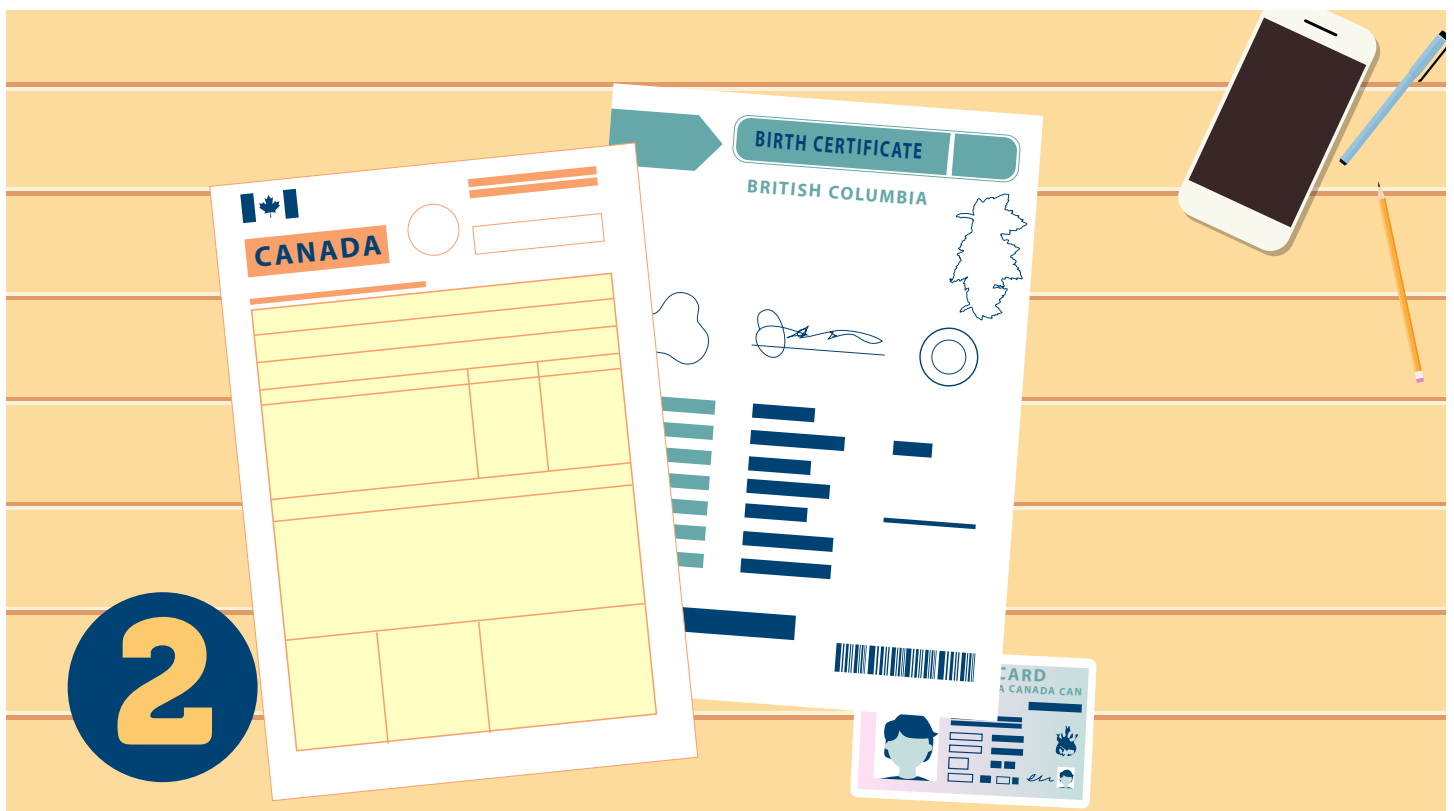 CANADA
BIRTH CERTIFICATE
BRITISH COLUMBIA
CARD
CANADA CAN
2